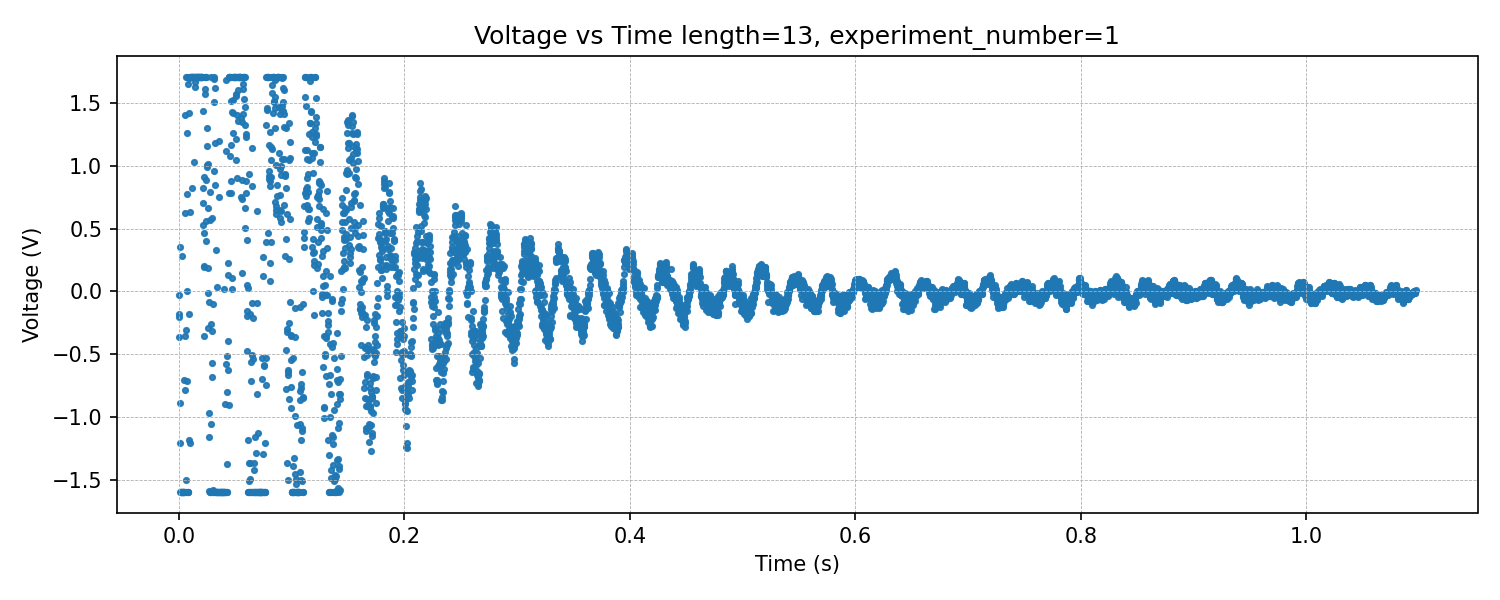 Voltage vs Time length=13, experiment_number=1
Voltage (V)
1.5
1.0
0.5
0.0
−0.5
−1.0
−1.5
0.0 0.2 0.4 0.6 0.8 1.0
Time (s)